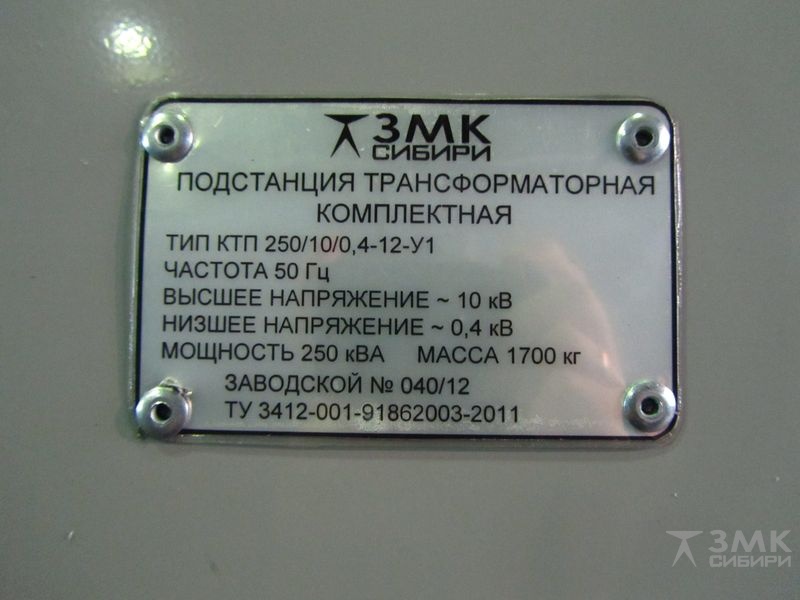 ЗМК
СИБИРИ
ПОДСТАНЦИЯ ТРАНСФОРМАТОРНАЯ
КОМПЛЕКТНАЯ
ТИП КТП 250/10/0,4-12-У1
ЧАСТОТА 50 Гц
ВЫСШЕЕ НАПРЯЖЕНИЕ ~ 10 кВ
НИЗШЕЕ НАПРЯЖЕНИЕ ~ 0,4 кВ
МОЩНОСТЬ 250 кВА МАССА 1700 кг
ЗАВОДСКОЙ № 040/12
ТУ 3412-001-91862003-2011
ЗМК
СИБИРИ